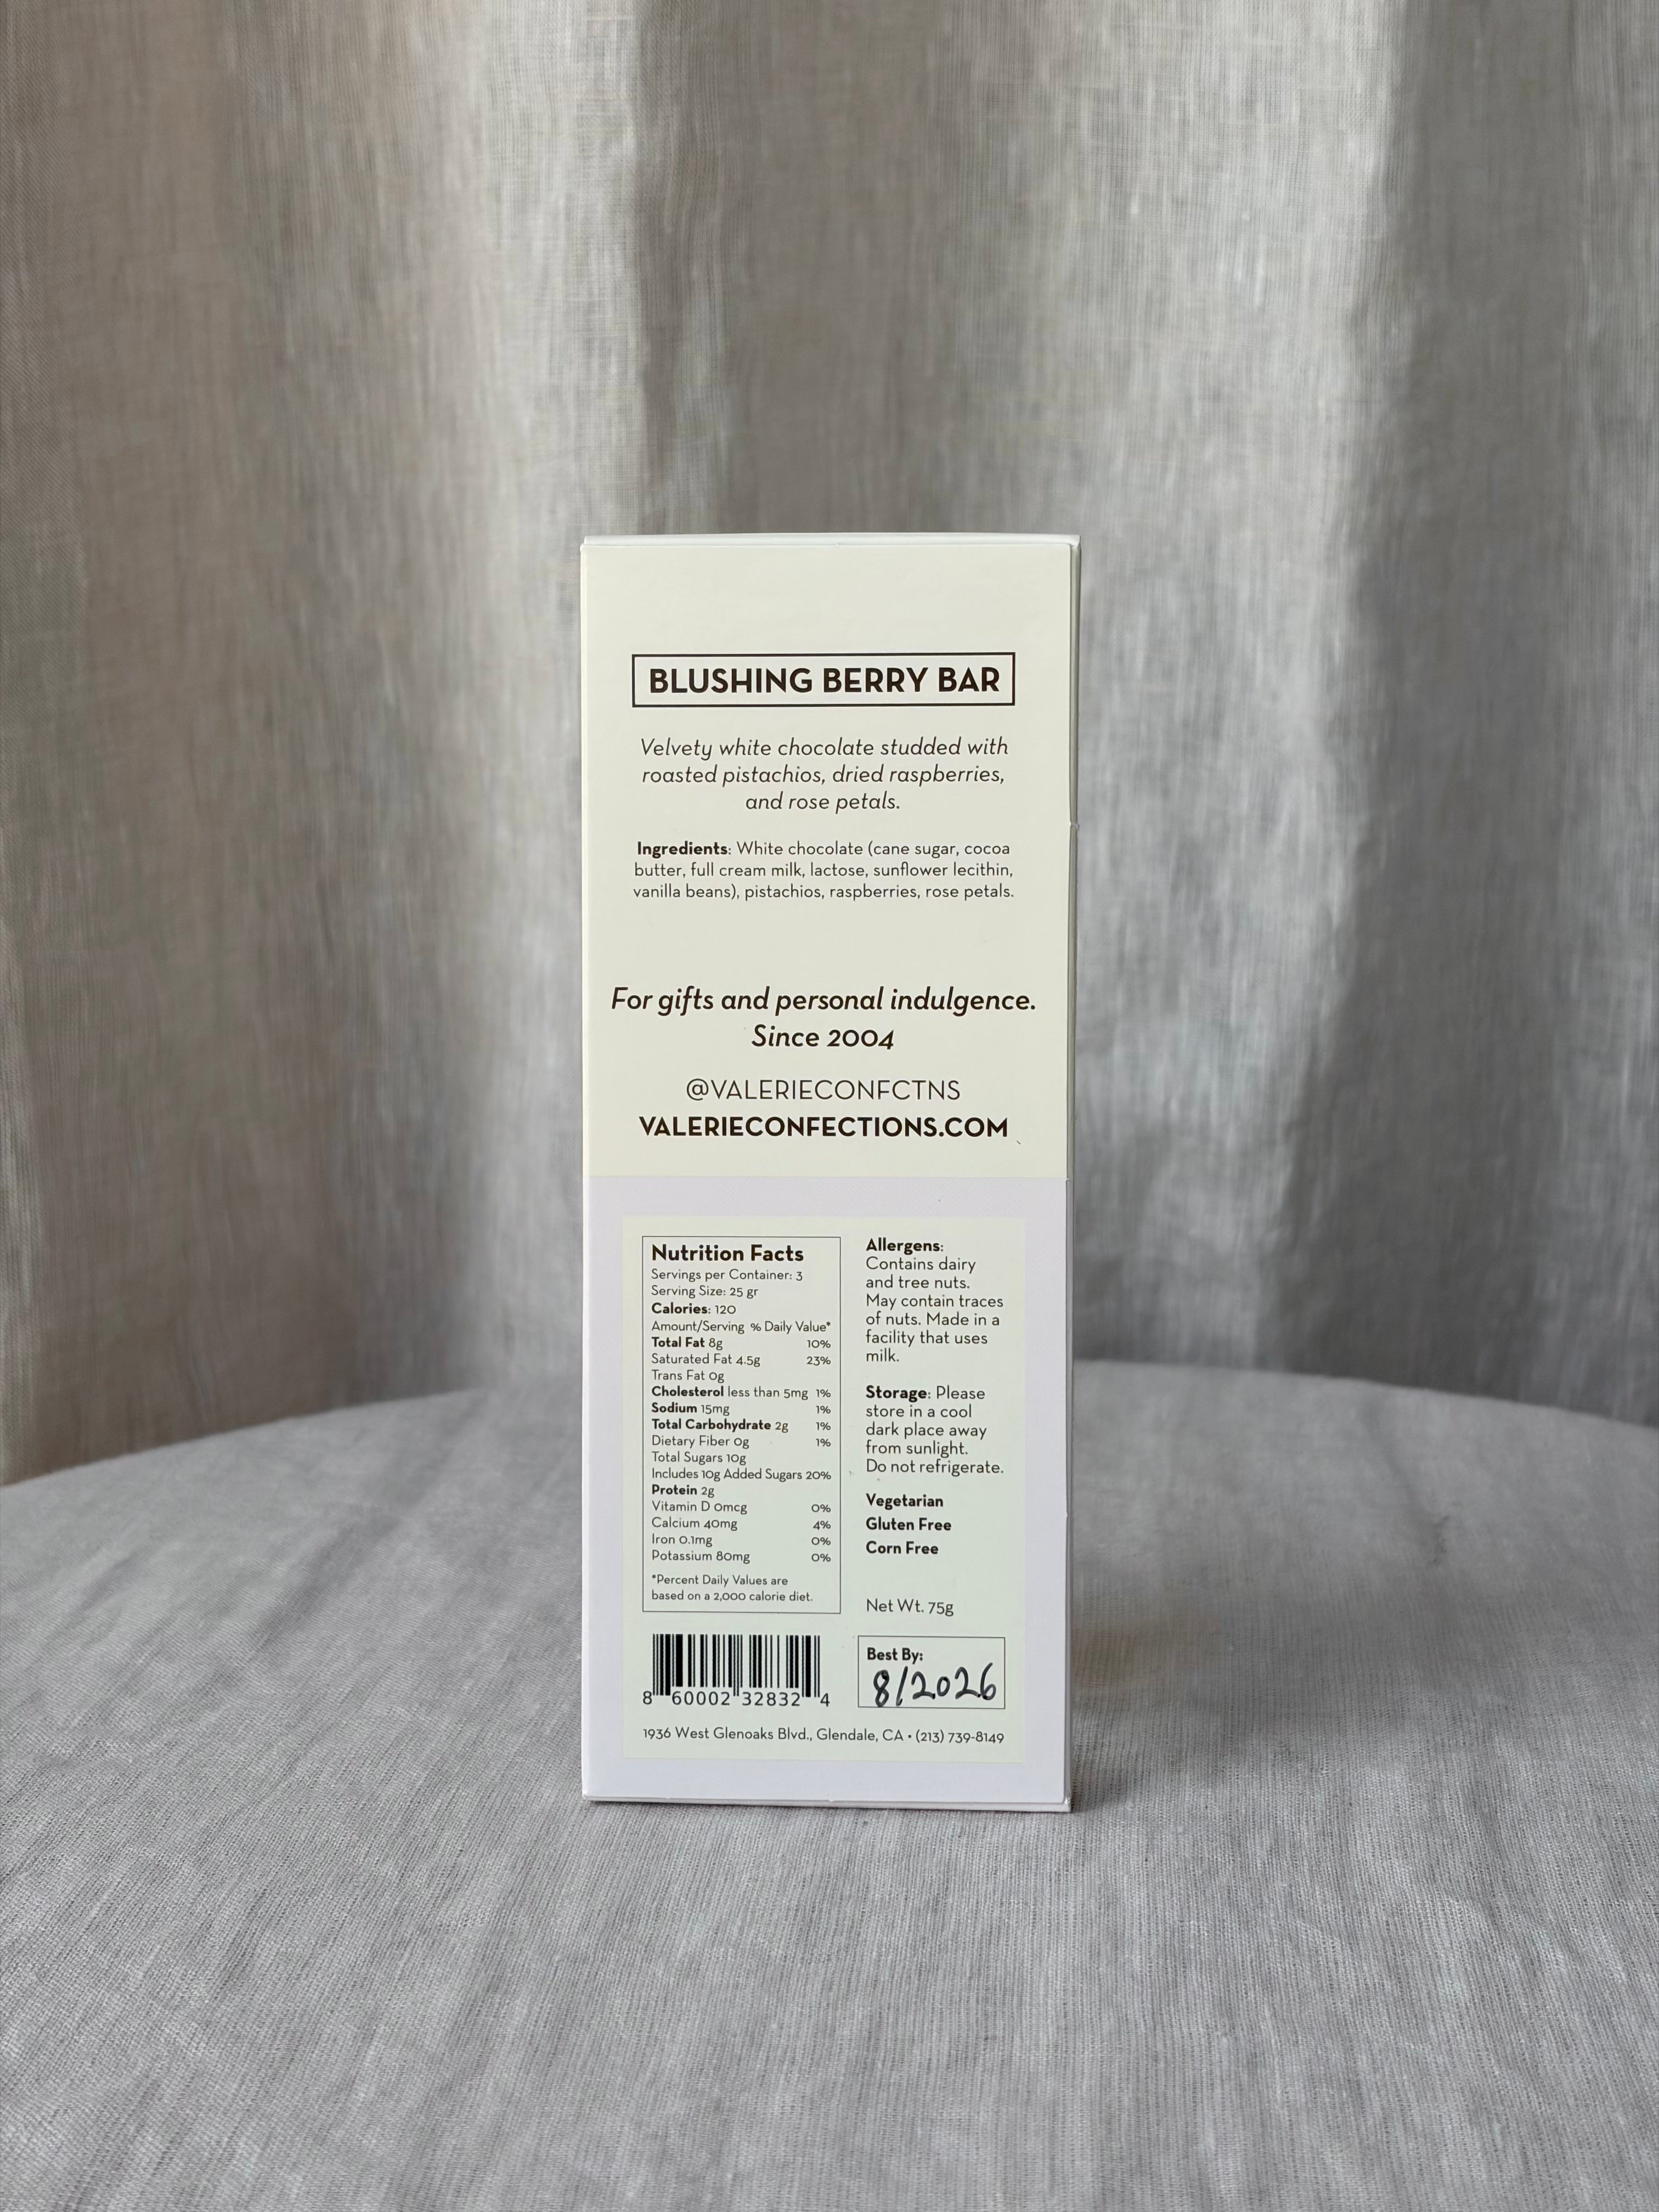 BLUSHING BERRY BAR
Velvety white chocolate studded with
roasted pistachios, dried raspberries,
and rose petals.
Ingredients: White chocolate (cane sugar, cocoa
butter, full cream milk, lactose, sunflower lecithin,
vanilla beans), pistachios, raspberries, rose petals.
For gifts and personal indulgence.
Since 2004
@VALERIECONFCTNS
VALERIECONFECTIONS.COM
Nutrition Facts
Servings per Container: 3
Serving Size: 25 gr
Calories: 120
Amount/Serving % Daily Value*
Total Fat 8g 10%
Saturated Fat 4.5g 23%
Trans Fat 0g
Cholesterol less than 5mg 1%
Sodium 15mg 1%
Total Carbohydrate 2g 1%
Dietary Fiber 0g 1%
Total Sugars 10g
Includes 10g Added Sugars 20%
Protein 2g
Vitamin D 0mcg 0%
Calcium 40mg 4%
Iron 0.1mg 0%
Potassium 80mg 0%
*Percent Daily Values are
based on a 2,000 calorie diet.
Allergens:
Contains dairy
and tree nuts.
May contain traces
of nuts. Made in a
facility that uses
milk.
Storage: Please
store in a cool
dark place away
from sunlight.
Do not refrigerate.
Vegetarian
Gluten Free
Corn Free
Net Wt. 75g
8 60002 32832 4
Best By:
8/2026
1936 West Glenoaks Blvd., Glendale, CA • (213) 739-8149